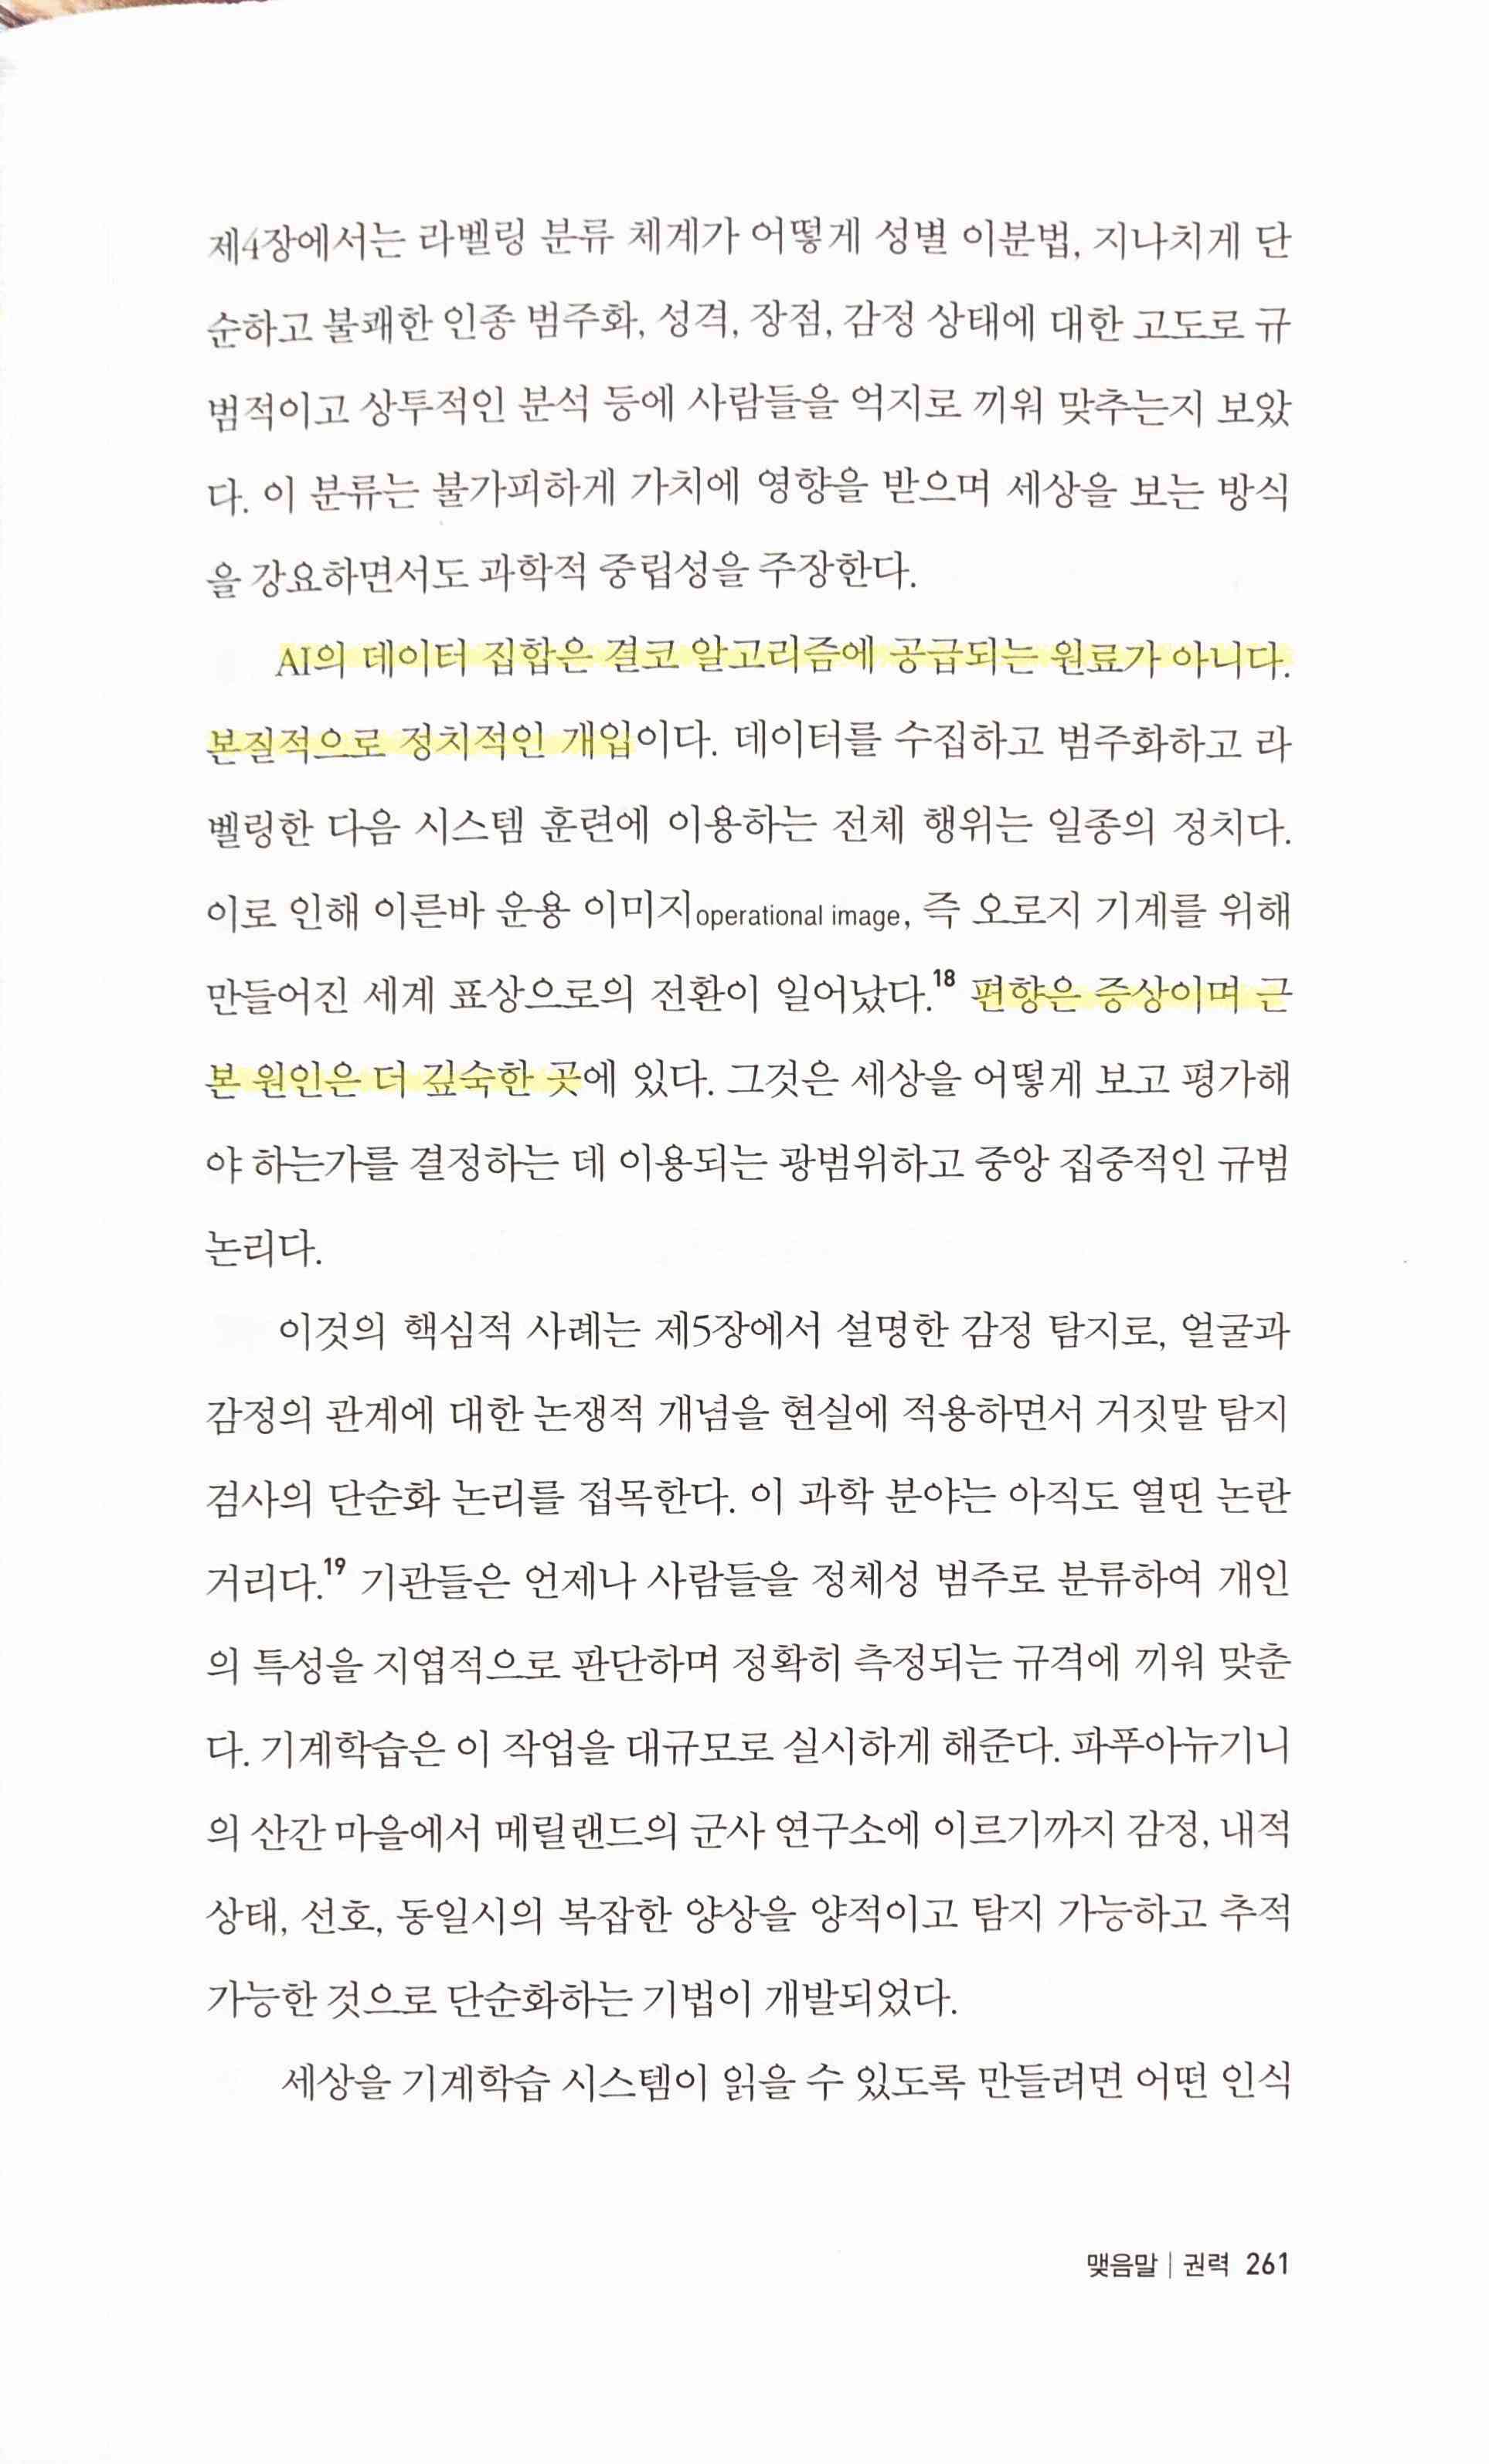 제4장에서는 라벨링 분류 체계가 어떻게 성별 이분법, 지나치게 단
순하고 불쾌한 인종 범주화, 성격, 장점, 감정 상태에 대한 고도로 규
범적이고 상투적인 분석 등에 사람들을 억지로 끼워 맞추는지 보았
다. 이 분류는 불가피하게 가치에 영향을 받으며 세상을 보는 방식
을 강요하면서도 과학적 중립성을 주장한다.
AI의 데이터 집합은 결코 알고리즘에 공급되는 원료가 아니다.
본질적으로 정치적인 개입이다. 데이터를 수집하고 범주화하고 라
벨링한 다음 시스템 훈련에 이용하는 전체 행위는 일종의 정치다.
이로 인해 이른바 운용 이미지operational image, 즉 오로지 기계를 위해
만들어진 세계 표상으로의 전환이 일어났다.18 편향은 증상이며 근
본 원인은 더 깊숙한 곳에 있다. 그것은 세상을 어떻게 보고 평가해
야 하는가를 결정하는 데 이용되는 광범위하고 중앙 집중적인 규범
논리다.
이것의 핵심적 사례는 제5장에서 설명한 감정 탐지로, 얼굴과
감정의 관계에 대한 논쟁적 개념을 현실에 적용하면서 거짓말 탐지
검사의 단순화 논리를 접목한다. 이 과학 분야는 아직도 열띤 논란
거리다.19 기관들은 언제나 사람들을 정체성 범주로 분류하여 개인
의 특성을 지엽적으로 판단하며 정확히 측정되는 규격에 끼워 맞춘
다. 기계학습은 이 작업을 대규모로 실시하게 해준다. 파푸아뉴기니
의 산간 마을에서 메릴랜드의 군사 연구소에 이르기까지 감정, 내적
상태, 선호, 동일시의 복잡한 양상을 양적이고 탐지 가능하고 추적
가능한 것으로 단순화하는 기법이 개발되었다.
세상을 기계학습 시스템이 읽을 수 있도록 만들려면 어떤 인식
맺음말 | 권력 261